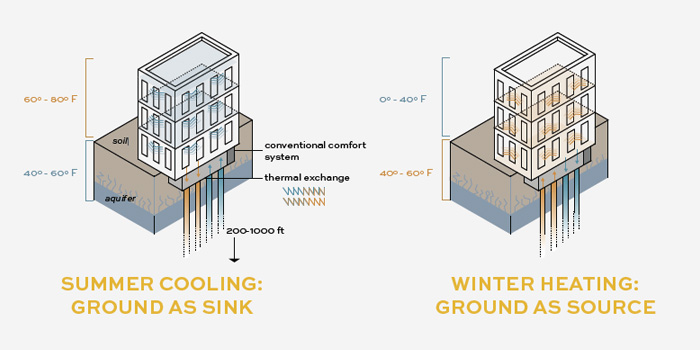 60º - 80º F
soil
conventional comfort
system
40º - 60º F
thermal exchange
aquifer
200-1000 ft
SUMMER COOLING:
GROUND AS SINK
0º - 40º F
40º - 60º F
WINTER HEATING:
GROUND AS SOURCE